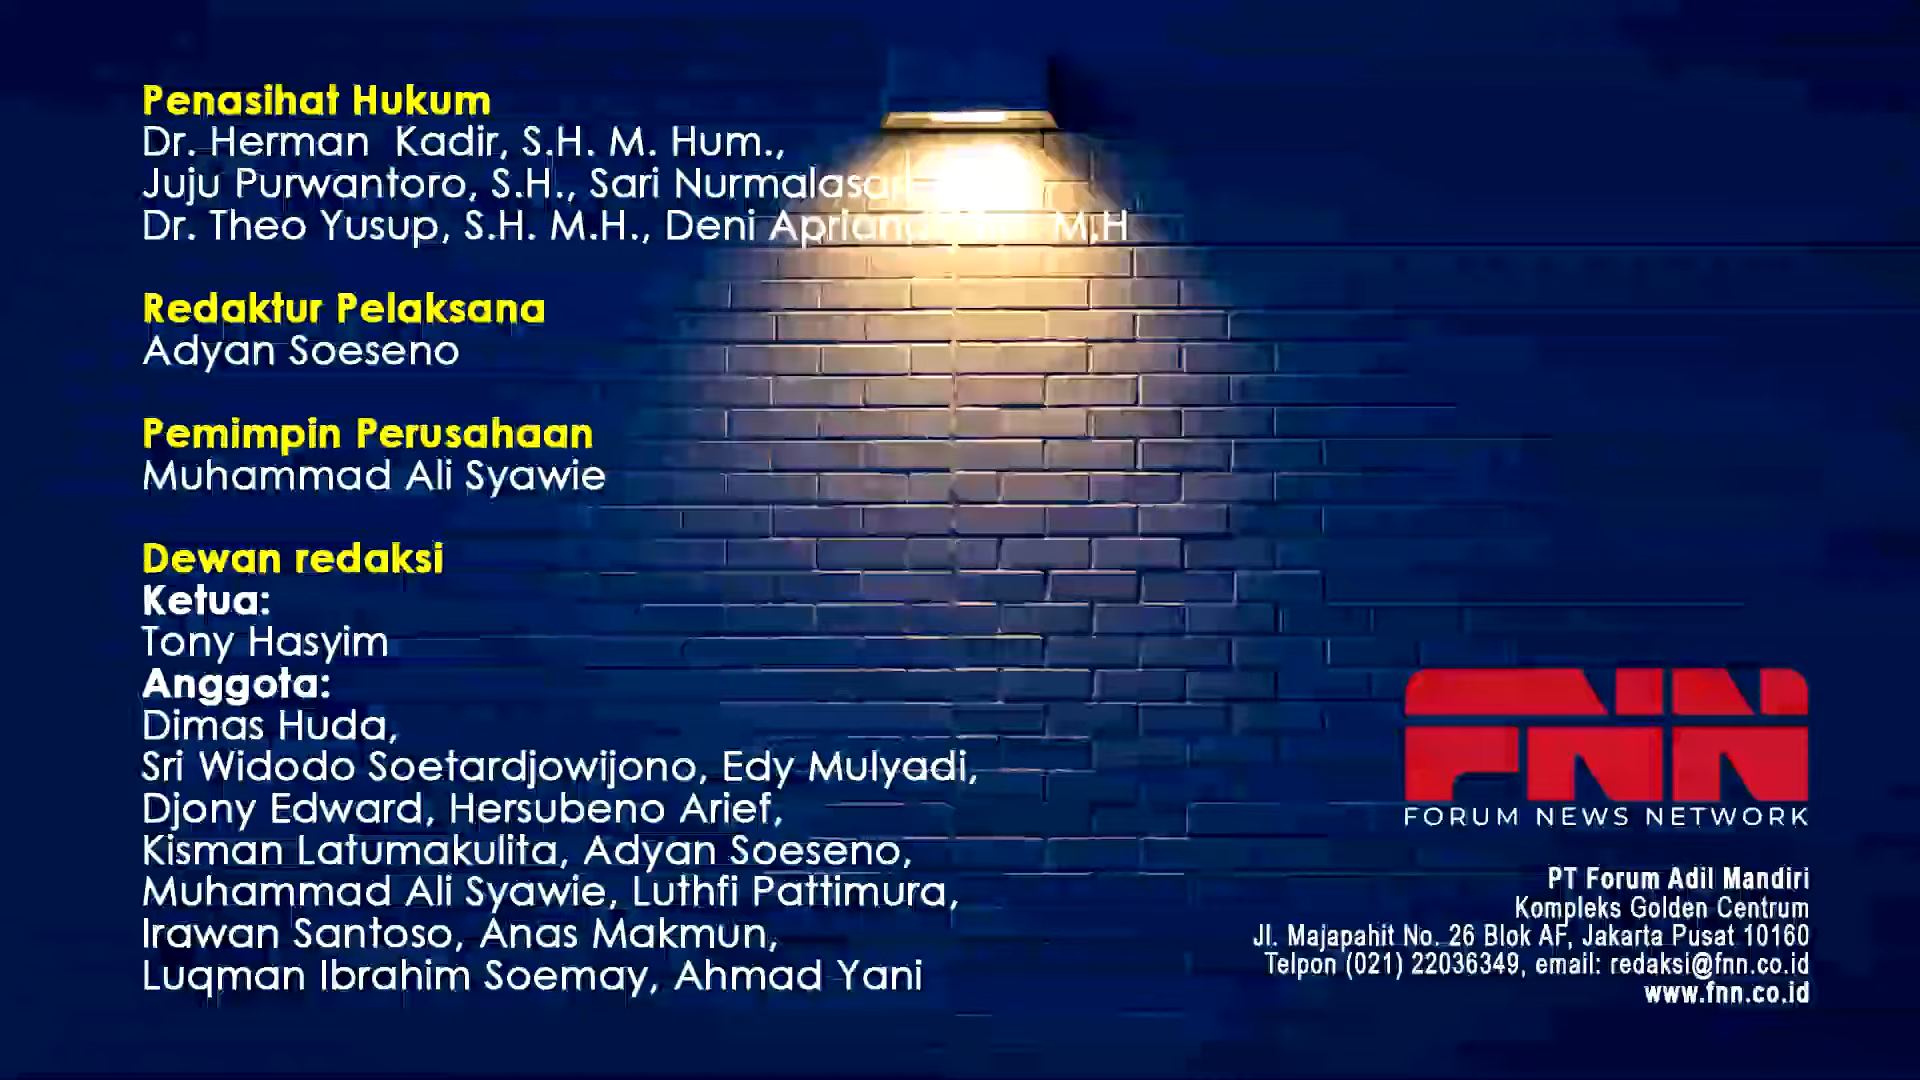 Penasihat Hukum
Dr. Herman Kadir, S.H. M. Hum.,
Juju Purwantoro, S.H., Sari
Dr. Theo Yusup, S.H. M.H., Deni M.H
Redaktur Pelaksana
Adyan Soeseno
Pemimpin Perusahaan
Muhammad Ali Syawie
Dewan redaksi
Ketua:
Tony Hasyim
Anggota:
Dimas Huda,
Sri Widodo Soetardjowijono, Edy Mulyadi,
Djony Edward, Hersubeno Arief,
Kisman Latumakulita, Adyan Soeseno,
Muhammad Ali Syawie, Luthfi Pattimura,
Irawan Santoso, Anas Makmun,
Luqman Ibrahim Soemay, Ahmad Yani
FNN
FORUM NEWS NETWORK
PT Forum Adil Mandiri
Kompleks Golden Centrum
Jl. Majapahit No. 26 Blok AF, Jakarta Pusat 10160
Telpon (021) 22036349, email: redaksi@fnn.co.id
www.fnn.co.id